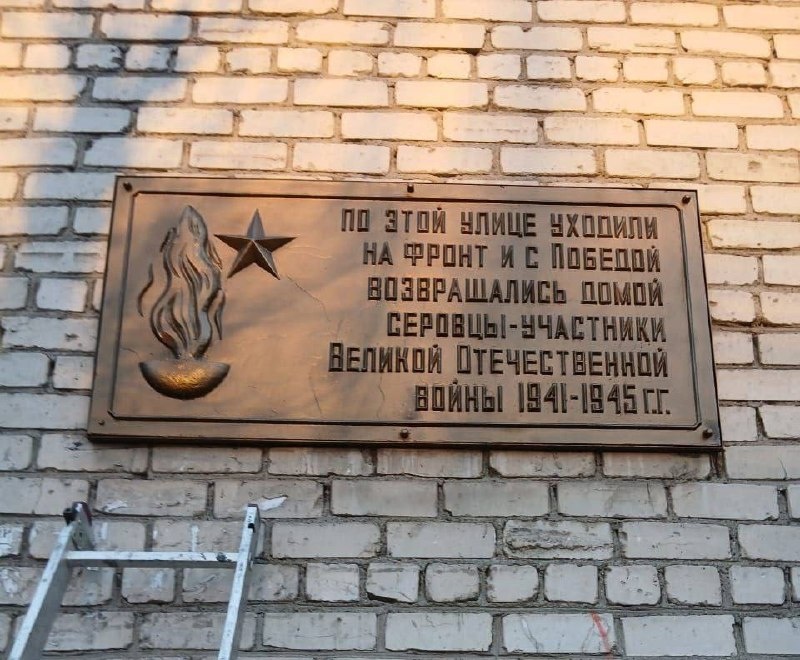 ПО ЭТОЙ УЛИЦЕ УХОДИЛИ
НА ФРОНТ И С ПОБЕДОЙ
ВОЗВРАЩАЛИСЬ ДОМОЙ
СЕРОВЦЫ-УЧАСТНИКИ
ВЕЛИКОЙ ОТЕЧЕСТВЕННОЙ
ВОЙНЫ 1941-1945 Г.Г.